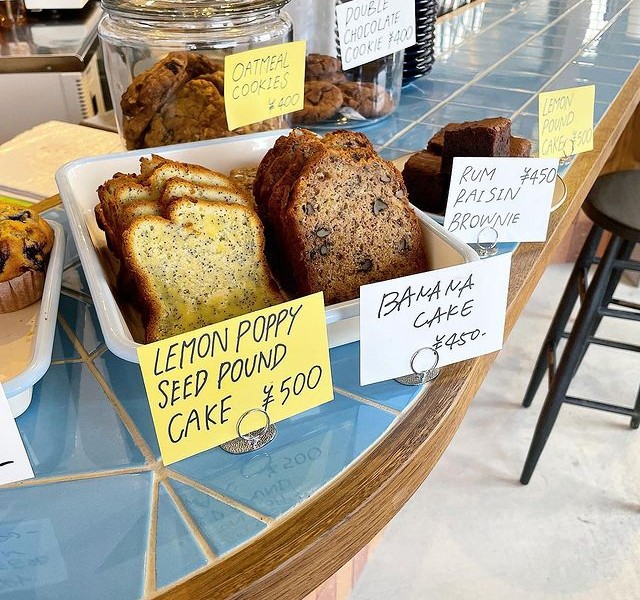 DOUBLE
CHOCOLATE
COOKIE ¥400
OATMEAL
COOKIES
¥400
LEMON
POUND
CAKE ¥500
RUM ¥450
RAISIN
BROWNIE
BANANA
CAKE
¥450.-
LEMON POPPY
SEED POUND
CAKE ¥500